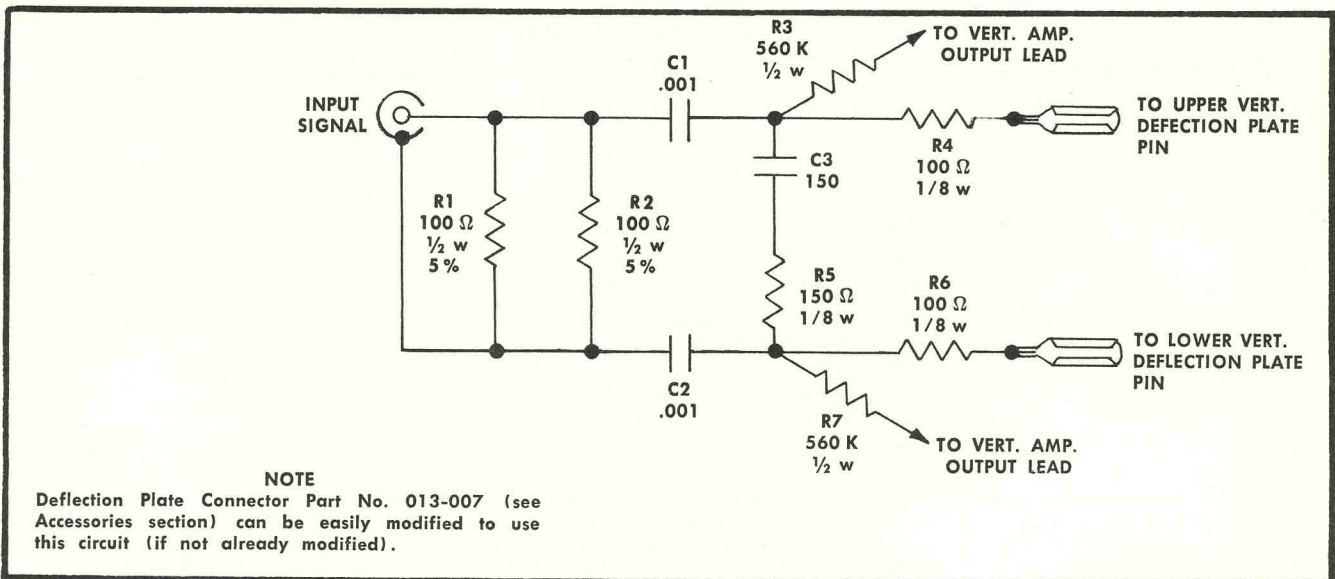 R3
560 K
½ w
TO VERT. AMP.
OUTPUT LEAD
C1
.001
INPUT
SIGNAL
TO UPPER VERT.
DEFECTION PLATE
PIN
R4
100 Ω
1/8 w
C3
150
R1
100 Ω
½ w
5%
R2
100 Ω
½ w
5%
R5
150 Ω
1/8 w
R6
100 Ω
1/8 w
TO LOWER VERT.
DEFLECTION PLATE
PIN
C2
.001
R7
560 K
½ w
TO VERT. AMP.
OUTPUT LEAD
NOTE
Deflection Plate Connector Part No. 013-007 (see
Accessories section) can be easily modified to use
this circuit (if not already modified).